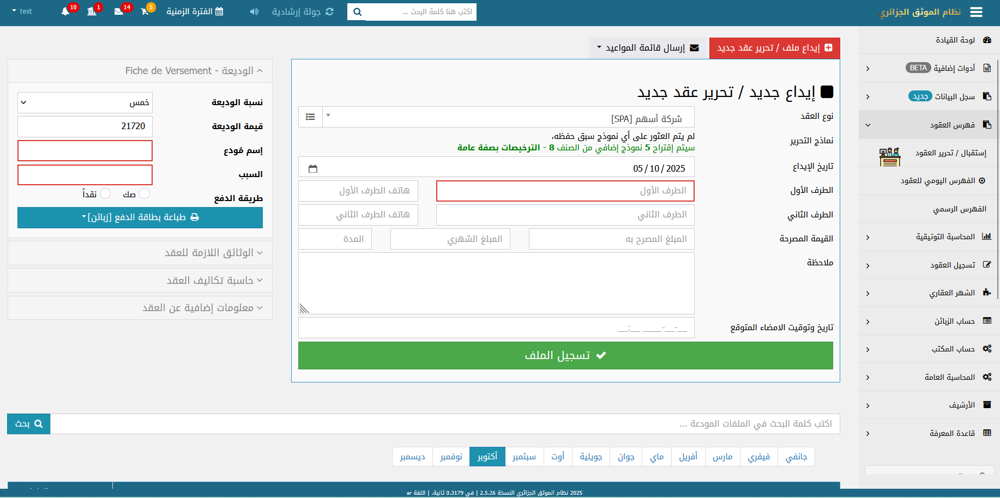 نظام الموثق الجزائري
اكتب هنا كلمة البحث ...
جولة إرشادية
الفترة الزمنية
5
14
1
10
test
لوحة القيادة
أدوات إضافية BETA
سجل البيانات جديد
فهرس العقود
إستقبال / تحرير العقود
الفهرس اليومي للعقود
الفهرس الرسمي
المحاسبة التوثيقية
تسجيل العقود
الشهر العقاري
حساب الزبائن
حساب المكتب
المحاسبة العامة
الأرشيف
قاعدة المعرفة
إيداع ملف / تحرير عقد جديد
إرسال قائمة المواعيد
إيداع جديد / تحرير عقد جديد
نوع العقد
شركة أسهم [SPA]
نماذج التحرير
لم يتم العثور على أي نموذج سبق حفظه،
سيتم إقتراح 5 نموذج إضافي من الصنف 8 - الترخيصات بصفة عامة
تاريخ الإيداع
05/10/2025
الطرف الأول
الطرف الأول
هاتف الطرف الأول
الطرف الثاني
الطرف الثاني
هاتف الطرف الثاني
القيمة المصرحة
المبلغ المصرح به
المبلغ الشهري
المدة
ملاحظة
تاريخ وتوقيت الامضاء المتوقع
__-__-____ __:__
تسجيل الملف
الوديعة - Fiche de Versement
نسبة الوديعة
خمس
قيمة الوديعة
21720
إسم مُودع
السبب
طريقة الدفع
صك
نقداً
طباعة بطاقة الدفع [زبائن]
الوثائق اللازمة للعقد
حاسبة تكاليف العقد
معلومات إضافية عن العقد
اكتب كلمة البحث في الملفات المودعة ...
بحث
جانفي
فيفري
مارس
أفريل
ماي
جوان
جويلية
أوت
سبتمبر
أكتوبر
نوفمبر
ديسمبر
2025 نظام الموثق الجزائري النسخة 2.5.26 | في 0.3179 ثانية. | اللغة ar